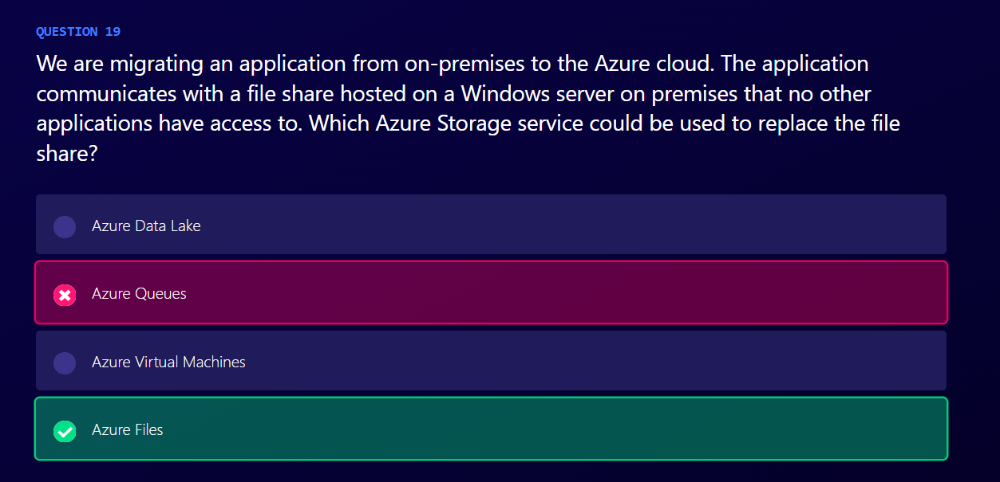 QUESTION 19
We are migrating an application from on-premises to the Azure cloud. The application
communicates with a file share hosted on a Windows server on premises that no other
applications have access to. Which Azure Storage service could be used to replace the file
share?
Azure Data Lake
Azure Queues
Azure Virtual Machines
Azure Files